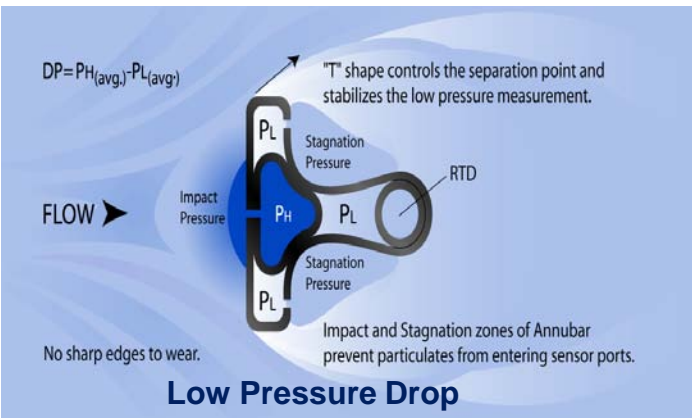 DP=PH(avg.)-PL(avg.)
"T" shape controls the separation point and
stabilizes the low pressure measurement.
PL
Stagnation
Pressure
RTD
Impact
Pressure
FLOW
PH
PL
Stagnation
Pressure
PL
No sharp edges to wear.
Impact and Stagnation zones of Annubar
prevent particulates from entering sensor ports.
Low Pressure Drop